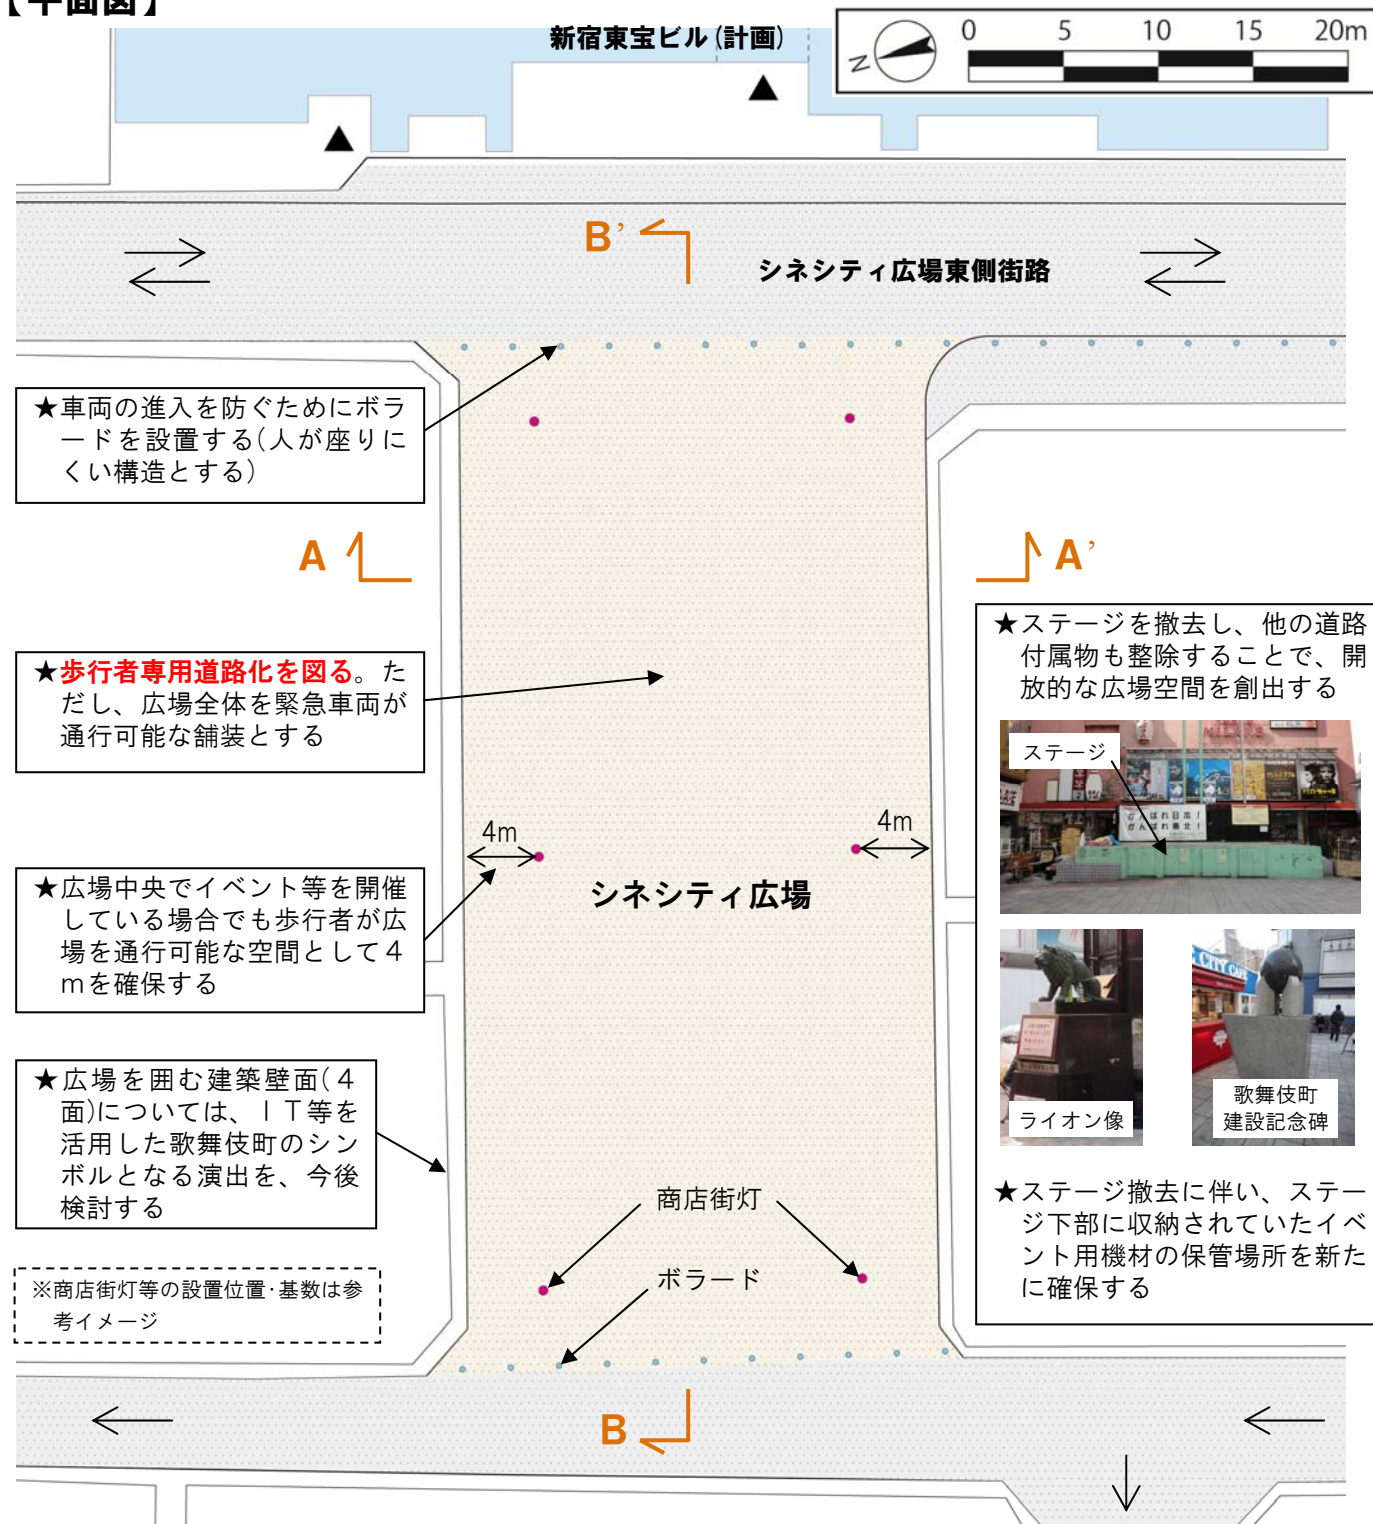 【平面図】
新宿東宝ビル(計画)
N
0 5 10 15 20m
B’
シネシティ広場東側街路
★車両の進入を防ぐためにボラ
ードを設置する(人が座りに
くい構造とする)
A
A’
★歩行者専用道路化を図る。た
だし、広場全体を緊急車両が
通行可能な舗装とする
★ステージを撤去し、他の道路
付属物も整除することで、開
放的な広場空間を創出する
ステージ
がんばれ日本!
がんばれ東北!
4m
4m
シネシティ広場
★広場中央でイベント等を開催
している場合でも歩行者が広
場を通行可能な空間として４
ｍを確保する
CITY CAFE
ライオン像
歌舞伎町
建設記念碑
★広場を囲む建築壁面(４
面)については、ＩＴ等を
活用した歌舞伎町のシン
ボルとなる演出を、今後
検討する
商店街灯
ボラード
★ステージ撤去に伴い、ステー
ジ下部に収納されていたイベ
ント用機材の保管場所を新た
に確保する
※商店街灯等の設置位置・基数は参
考イメージ
B